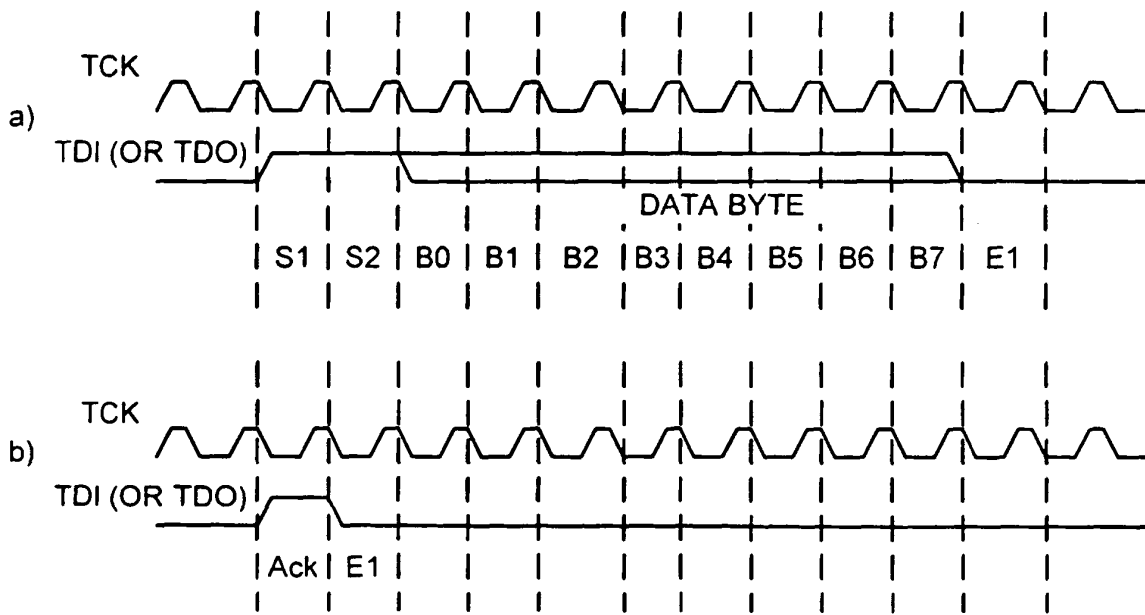 TCK
a)
TDI (OR TDO)
DATA BYTE
S1 S2 B0 B1 B2 B3 B4 B5 B6 B7 E1
TCK
b)
TDI (OR TDO)
Ack E1